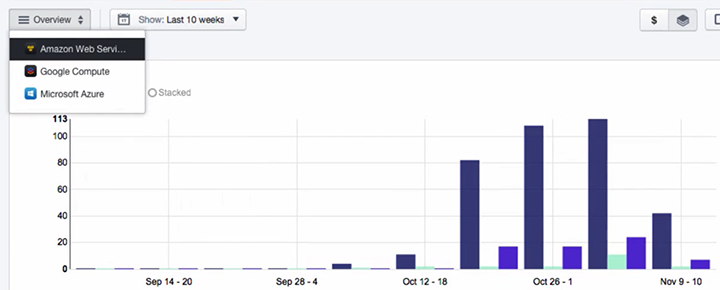 Overview
Show: Last 10 weeks
$
Amazon Web Servi...
Google Compute
Microsoft Azure
Stacked
113
100
80
60
40
20
0
Sep 14 - 20
Sep 28 - 4
Oct 12 - 18
Oct 26 - 1
Nov 9 - 10